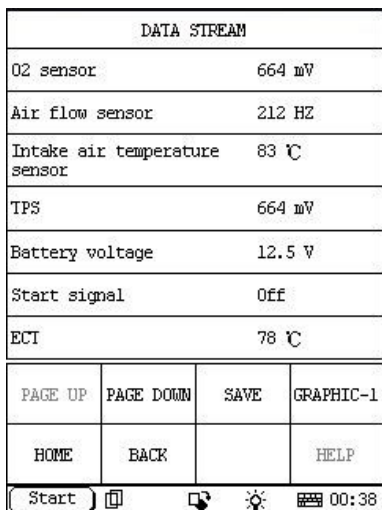 DATA STREAM
O2 sensor 664 mV
Air flow sensor 212 HZ
Intake air temperature 83 ℃
sensor
TPS 664 mV
Battery voltage 12.5 V
Start signal Off
ECT 78 ℃
PAGE UP PAGE DOWN SAVE GRAPHIC-1
HOME BACK HELP
Start 00:38